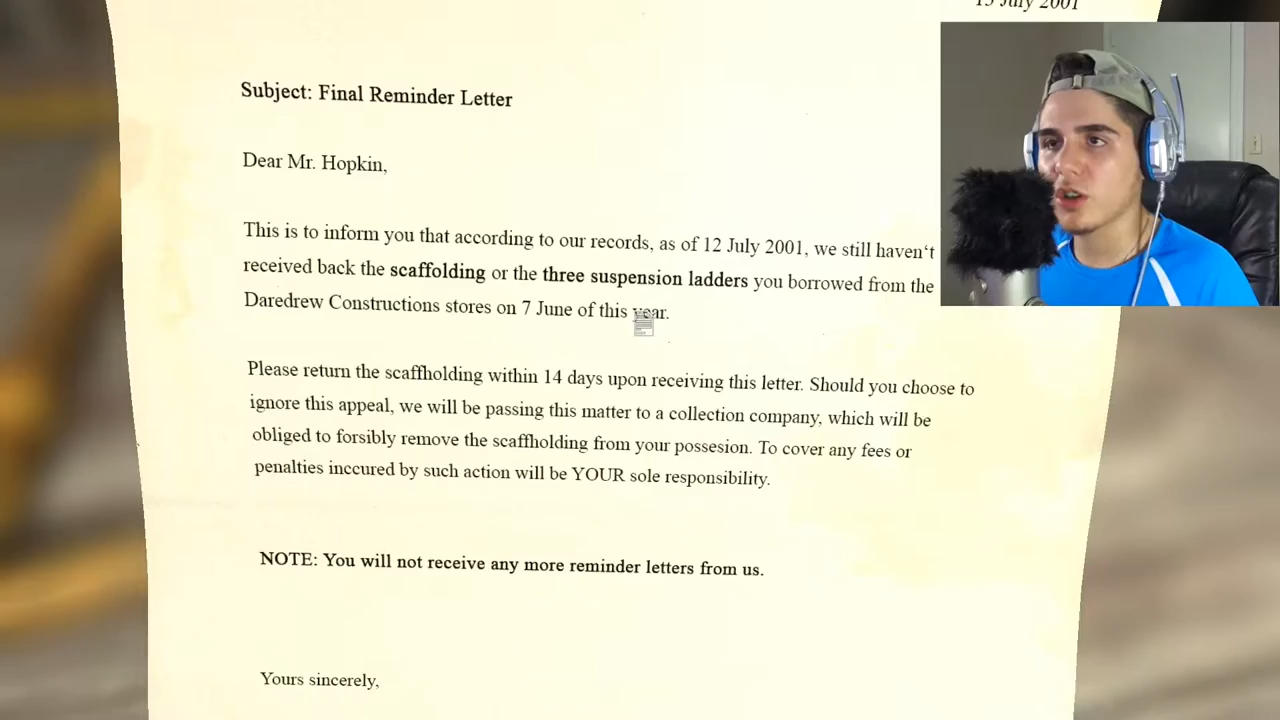 13 July 2001
Subject: Final Reminder Letter
Dear Mr. Hopkin,
This is to inform you that according to our records, as of 12 July 2001, we still haven't
received back the scaffolding or the three suspension ladders you borrowed from the
Daredrew Constructions stores on 7 June of this year.
Please return the scaffholding within 14 days upon receiving this letter. Should you choose to
ignore this appeal, we will be passing this matter to a collection company, which will be
obliged to forsibly remove the scaffholding from your possesion. To cover any fees or
penalties inccured by such action will be YOUR sole responsibility.
NOTE: You will not receive any more reminder letters from us.
Yours sincerely,